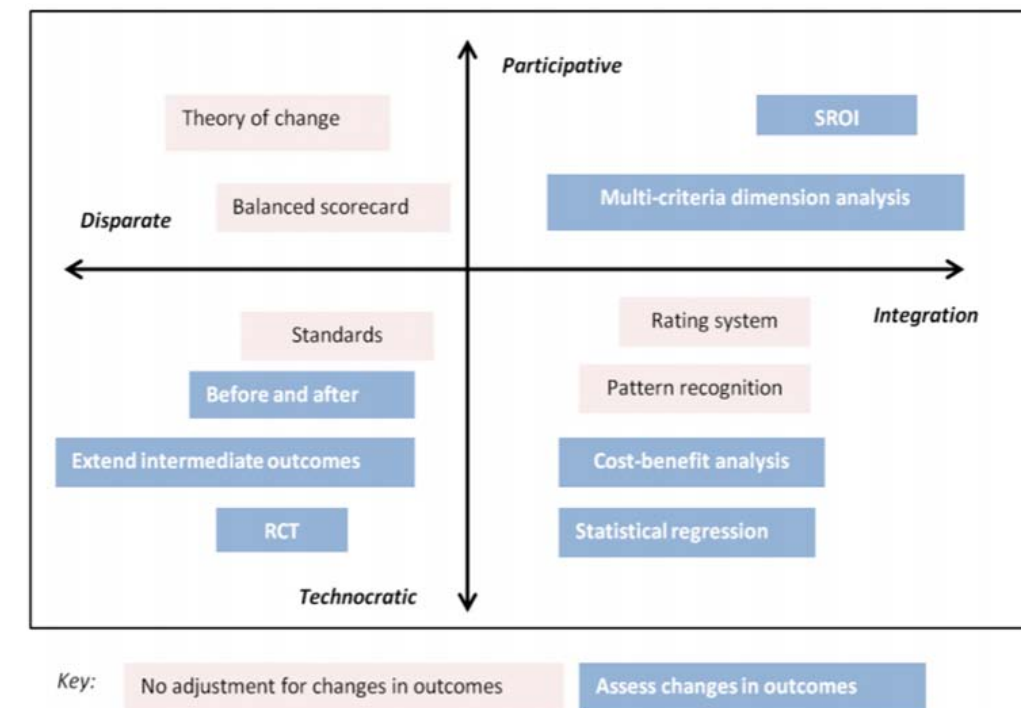 Participative
Theory of change
SROI
Multi-criteria dimension analysis
Balanced scorecard
Disparate
Integration
Rating system
Standards
Pattern recognition
Before and after
Extend intermediate outcomes
Cost-benefit analysis
RCT
Statistical regression
Technocratic
Key:
No adjustment for changes in outcomes
Assess changes in outcomes